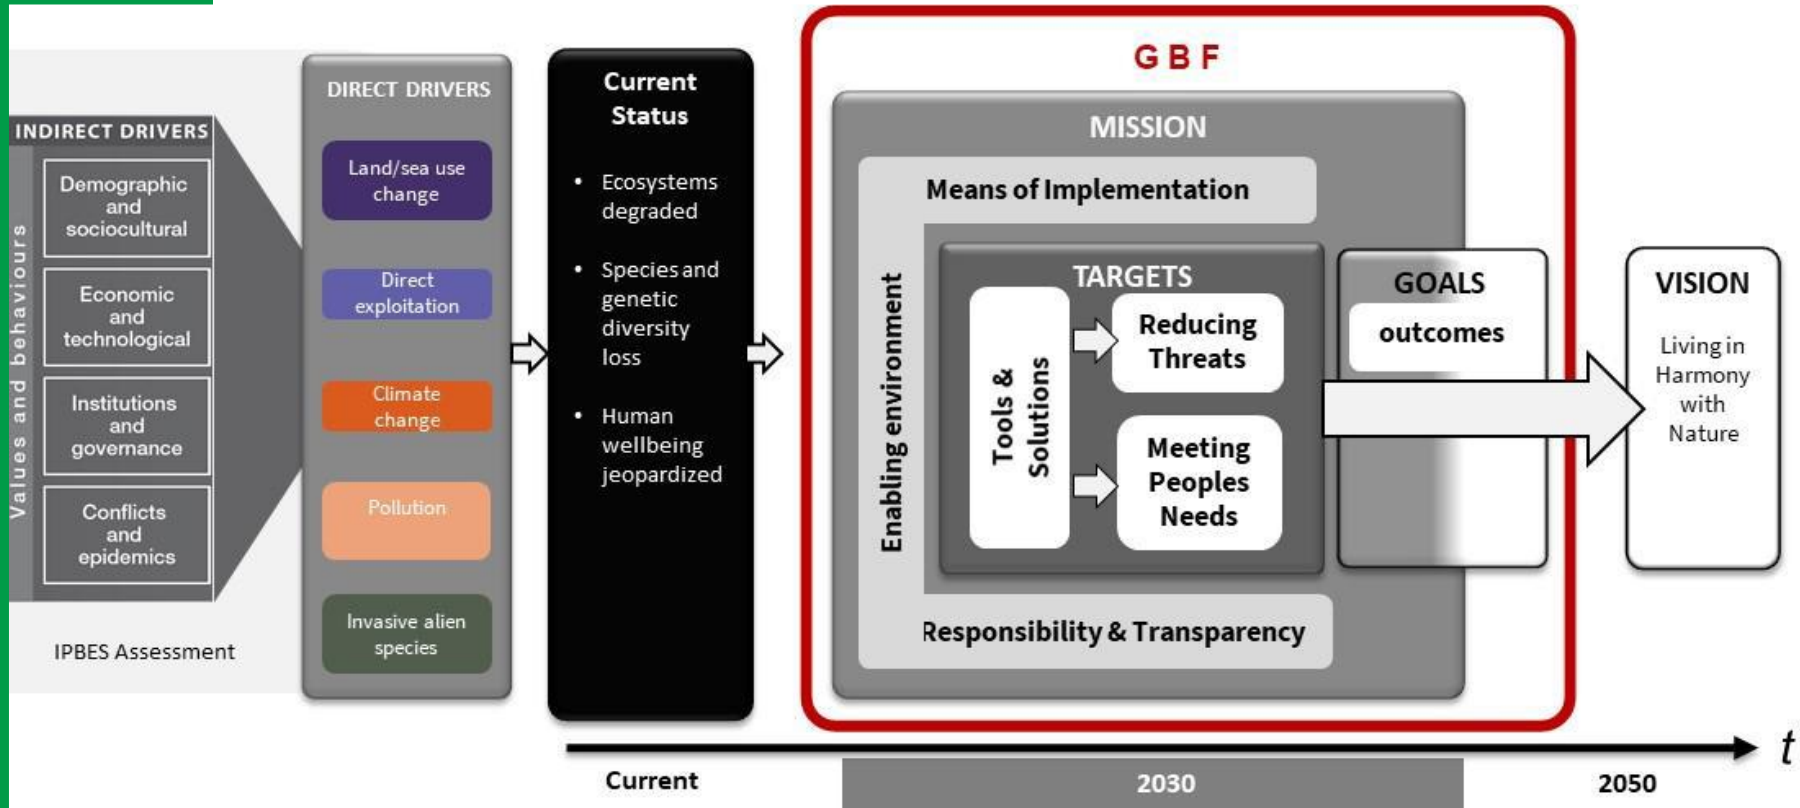 INDIRECT DRIVERS
Values and behaviours
Demographic
and
sociocultural
Economic
and
technological
Institutions
and
governance
Conflicts
and
epidemics
IPBES Assessment
DIRECT DRIVERS
Land/sea use
change
Direct
exploitation
Climate
change
Pollution
Invasive alien
species
Current
Status
• Ecosystems
degraded
• Species and
genetic
diversity
loss
• Human
wellbeing
jeopardized
GBF
MISSION
Means of Implementation
Enabling environment
Responsibility & Transparency
TARGETS
Tools &
Solutions
Reducing
Threats
Meeting
Peoples
Needs
GOALS
outcomes
VISION
Living in
Harmony
with
Nature
t
Current
2030
2050